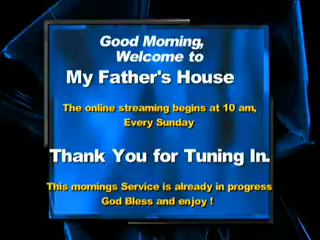 Good Morning,
Welcome to
My Father's House
The online streaming begins at 10 am,
Every Sunday
Thank You for Tuning In.
This mornings Service is already in progress
God Bless and enjoy !